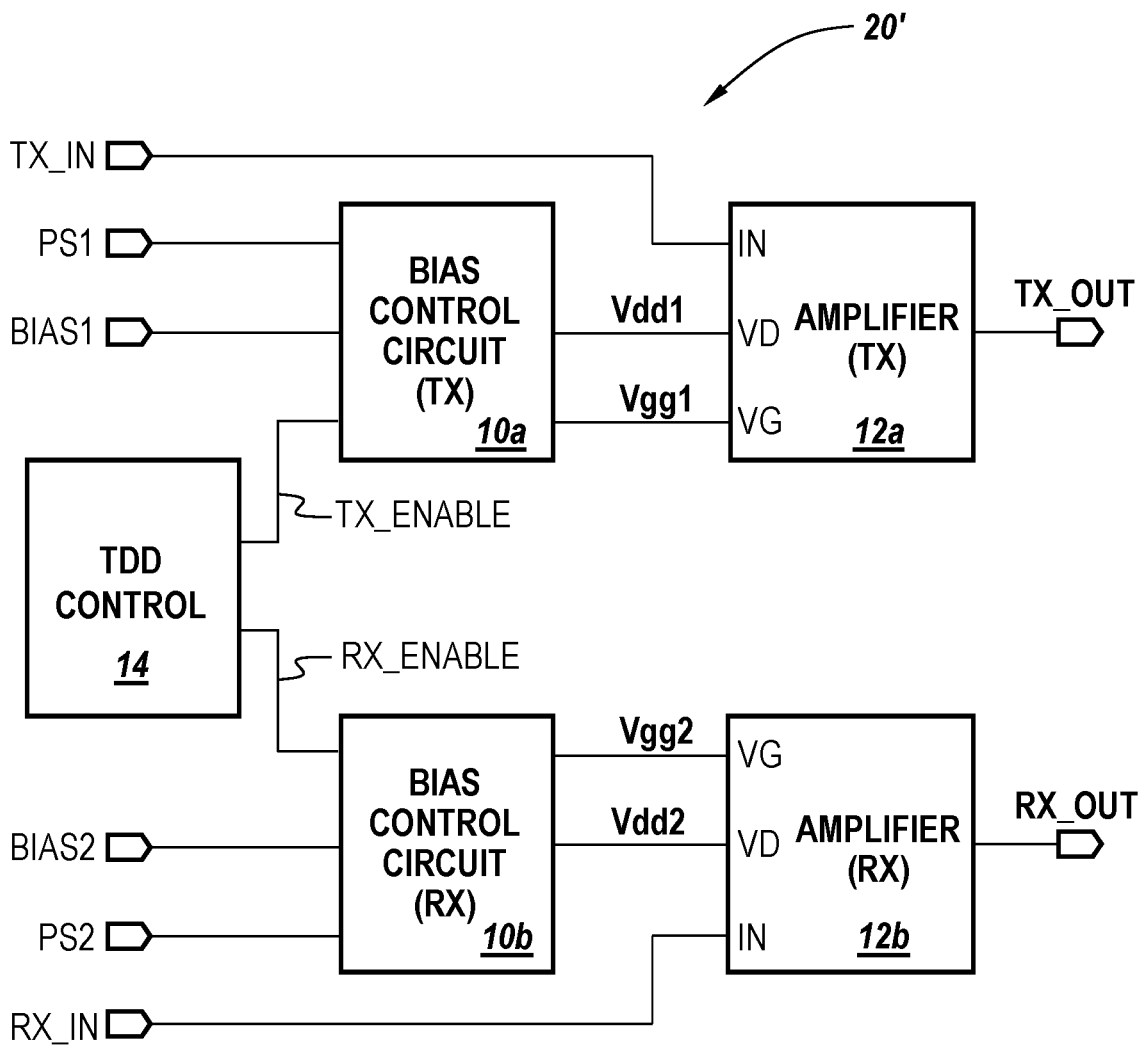 20'
TX_IN
PS1
BIAS1
BIAS
CONTROL
CIRCUIT
(TX)
10a
Vdd1
Vgg1
IN
VD
VG
AMPLIFIER
(TX)
12a
TX_OUT
TDD
CONTROL
14
TX_ENABLE
RX_ENABLE
BIAS2
PS2
RX_IN
BIAS
CONTROL
CIRCUIT
(RX)
10b
Vgg2
Vdd2
VG
VD
IN
AMPLIFIER
(RX)
12b
RX_OUT